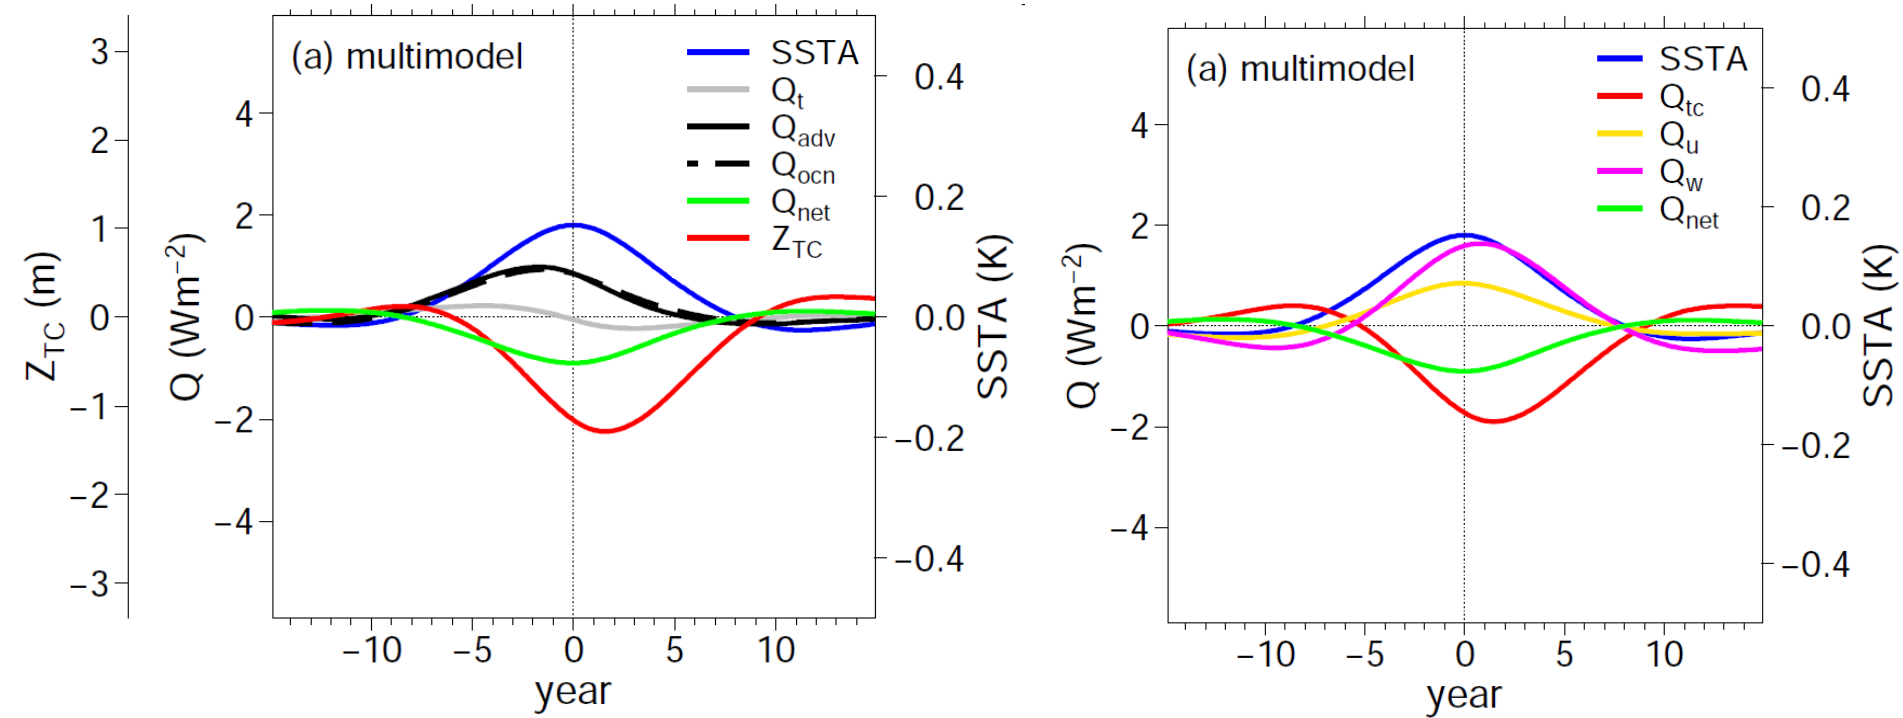 (a) multimodel
SSTA
Qt
Qadv
Qocn
Qnet
ZTC
3
2
1
0
−1
−2
−3
ZTC (m)
4
2
0
−2
−4
Q (Wm−2)
0.4
0.2
0.0
−0.2
−0.4
SSTA (K)
−10 −5 0 5 10
year
(a) multimodel
SSTA
Qtc
Qu
Qw
Qnet
4
2
0
−2
−4
Q (Wm−2)
0.4
0.2
0.0
−0.2
−0.4
SSTA (K)
−10 −5 0 5 10
year